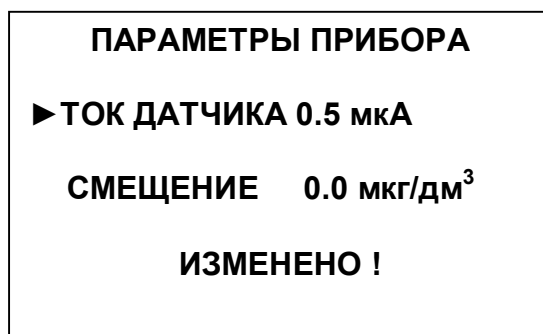 ПАРАМЕТРЫ ПРИБОРА
►ТОК ДАТЧИКА 0.5 мкА
СМЕЩЕНИЕ 0.0 мкг/дм³
ИЗМЕНЕНО !